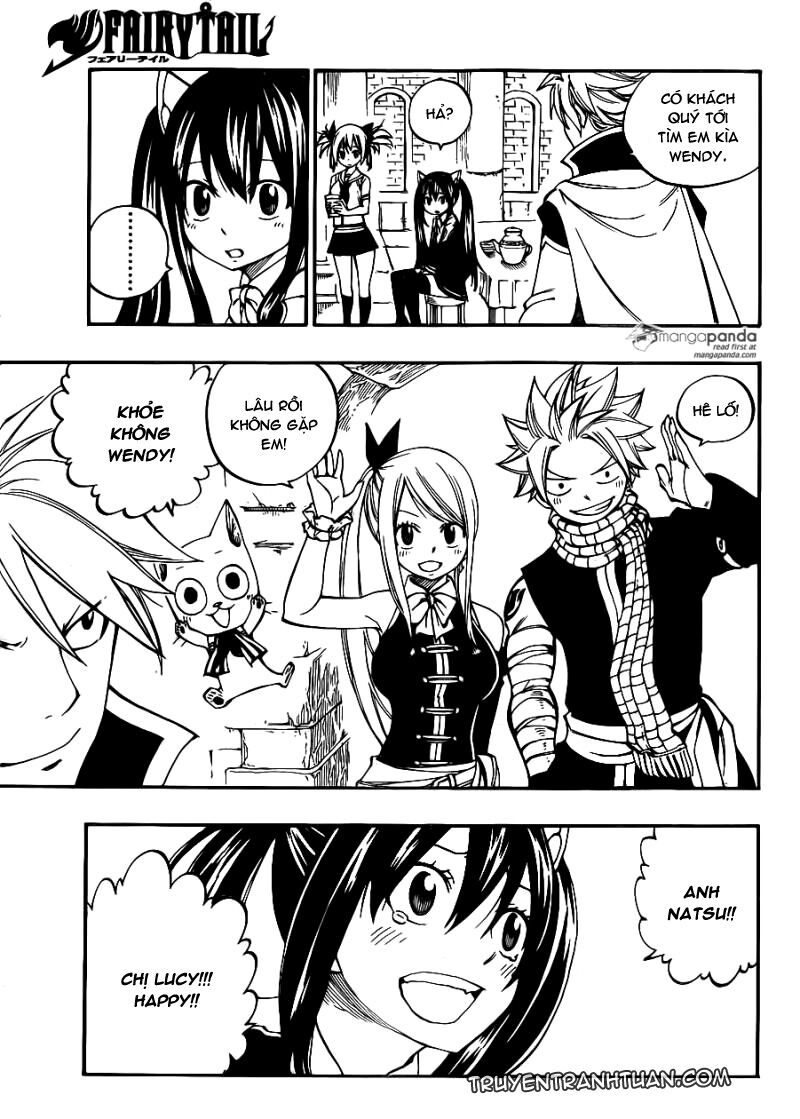 FAIRY TAIL
フェアリーテイル
CÓ KHÁCH
QUÝ TỚI
TÌM EM KÌA
WENDY.
HẢ?
..........
mangapanda
read first at
mangapanda.com
HÊ LỐ!
LÂU RỒI
KHÔNG GẶP
EM!
KHỎE
KHÔNG
WENDY!
ANH
NATSU!!
CHỊ LUCY!!!
HAPPY!!
TRUYENTRANHTUAN.COM